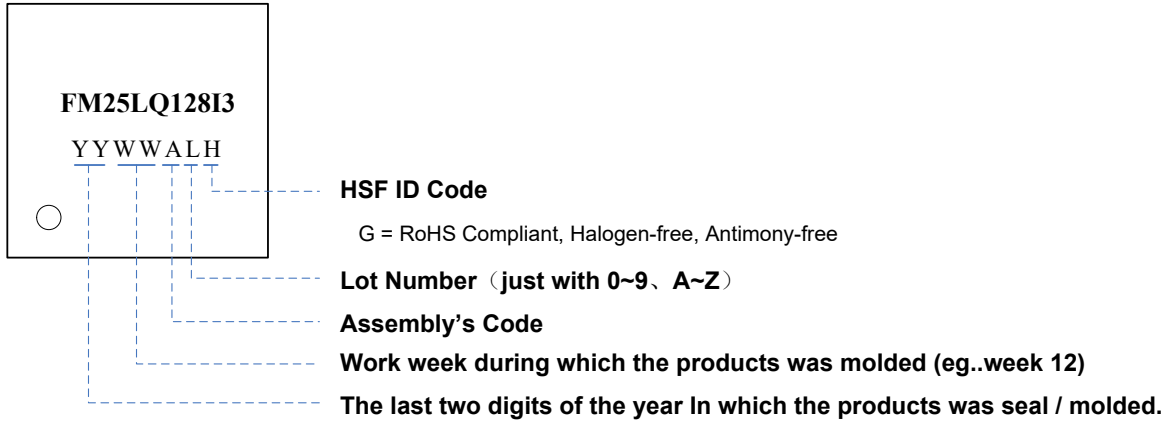 FM25LQ128I3
YYWWALH
HSF ID Code
G = RoHS Compliant, Halogen-free, Antimony-free
Lot Number（just with 0~9、A~Z）
Assembly's Code
Work week during which the products was molded (eg..week 12)
The last two digits of the year In which the products was seal / molded.